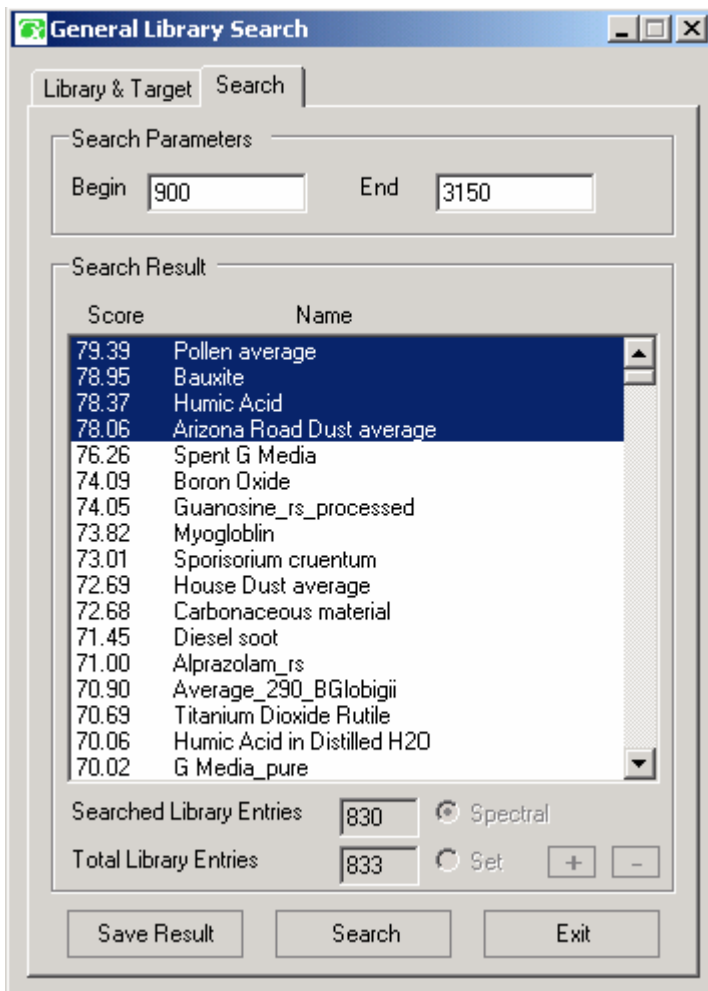 General Library Search
Library & Target Search
Search Parameters
Begin 900 End 3150
Search Result
Score Name
79.39 Pollen average
78.95 Bauxite
78.37 Humic Acid
78.06 Arizona Road Dust average
76.26 Spent G Media
74.09 Boron Oxide
74.05 Guanosine_rs_processed
73.82 Myogloblin
73.01 Sporisorium cruentum
72.69 House Dust average
72.68 Carbonaceous material
71.45 Diesel soot
71.00 Alprazolam_rs
70.90 Average_290_BGlobigii
70.69 Titanium Dioxide Rutile
70.06 Humic Acid in Distilled H2O
70.02 G Media_pure
Searched Library Entries 830 Spectral
Total Library Entries 833 Set + -
Save Result Search Exit